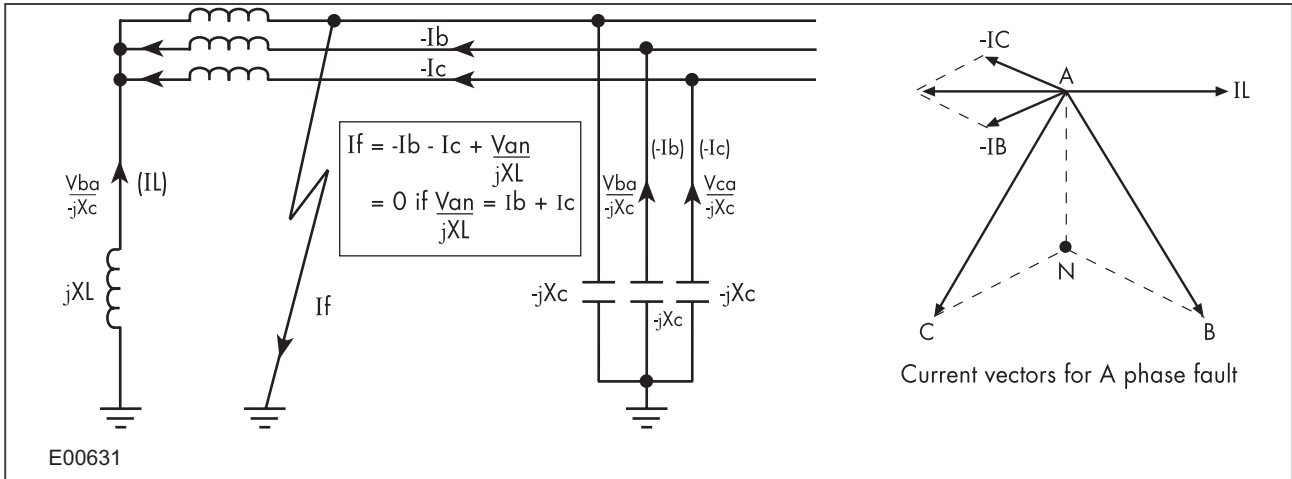 -Ib
-Ic
Vba
-jXc
(IL)
jXL
If = -Ib - Ic + Van
jXL
= 0 if Van = Ib + Ic
jXL
If
(-Ib)
(-Ic)
Vba
-jXc
Vca
-jXc
-jXc
-jXc
-jXc
-IC
A
IL
-IB
N
C
B
Current vectors for A phase fault
E00631